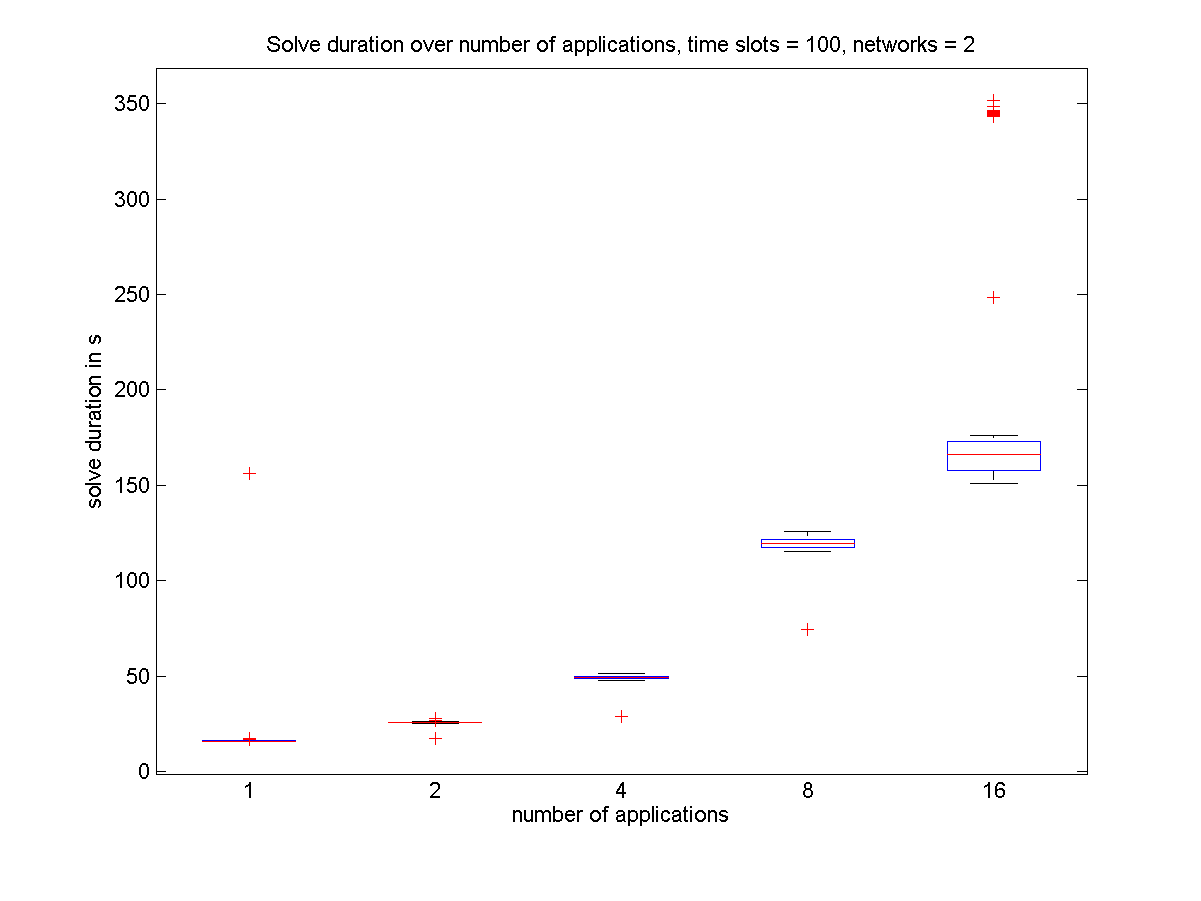 Solve duration over number of applications, time slots = 100, networks = 2
350
300
250
200
150
100
50
0
solve duration in s
1 2 4 8 16
number of applications